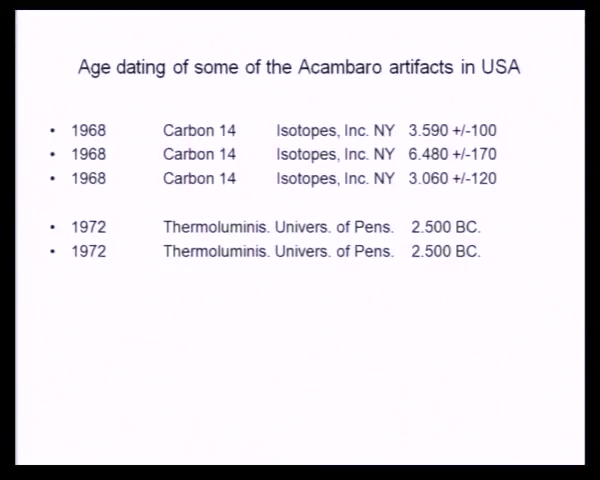 Age dating of some of the Acambaro artifacts in USA
• 1968 Carbon 14 Isotopes, Inc. NY 3.590 +/-100
• 1968 Carbon 14 Isotopes, Inc. NY 6.480 +/-170
• 1968 Carbon 14 Isotopes, Inc. NY 3.060 +/-120
• 1972 Thermoluminis. Univers. of Pens. 2.500 BC.
• 1972 Thermoluminis. Univers. of Pens. 2.500 BC.